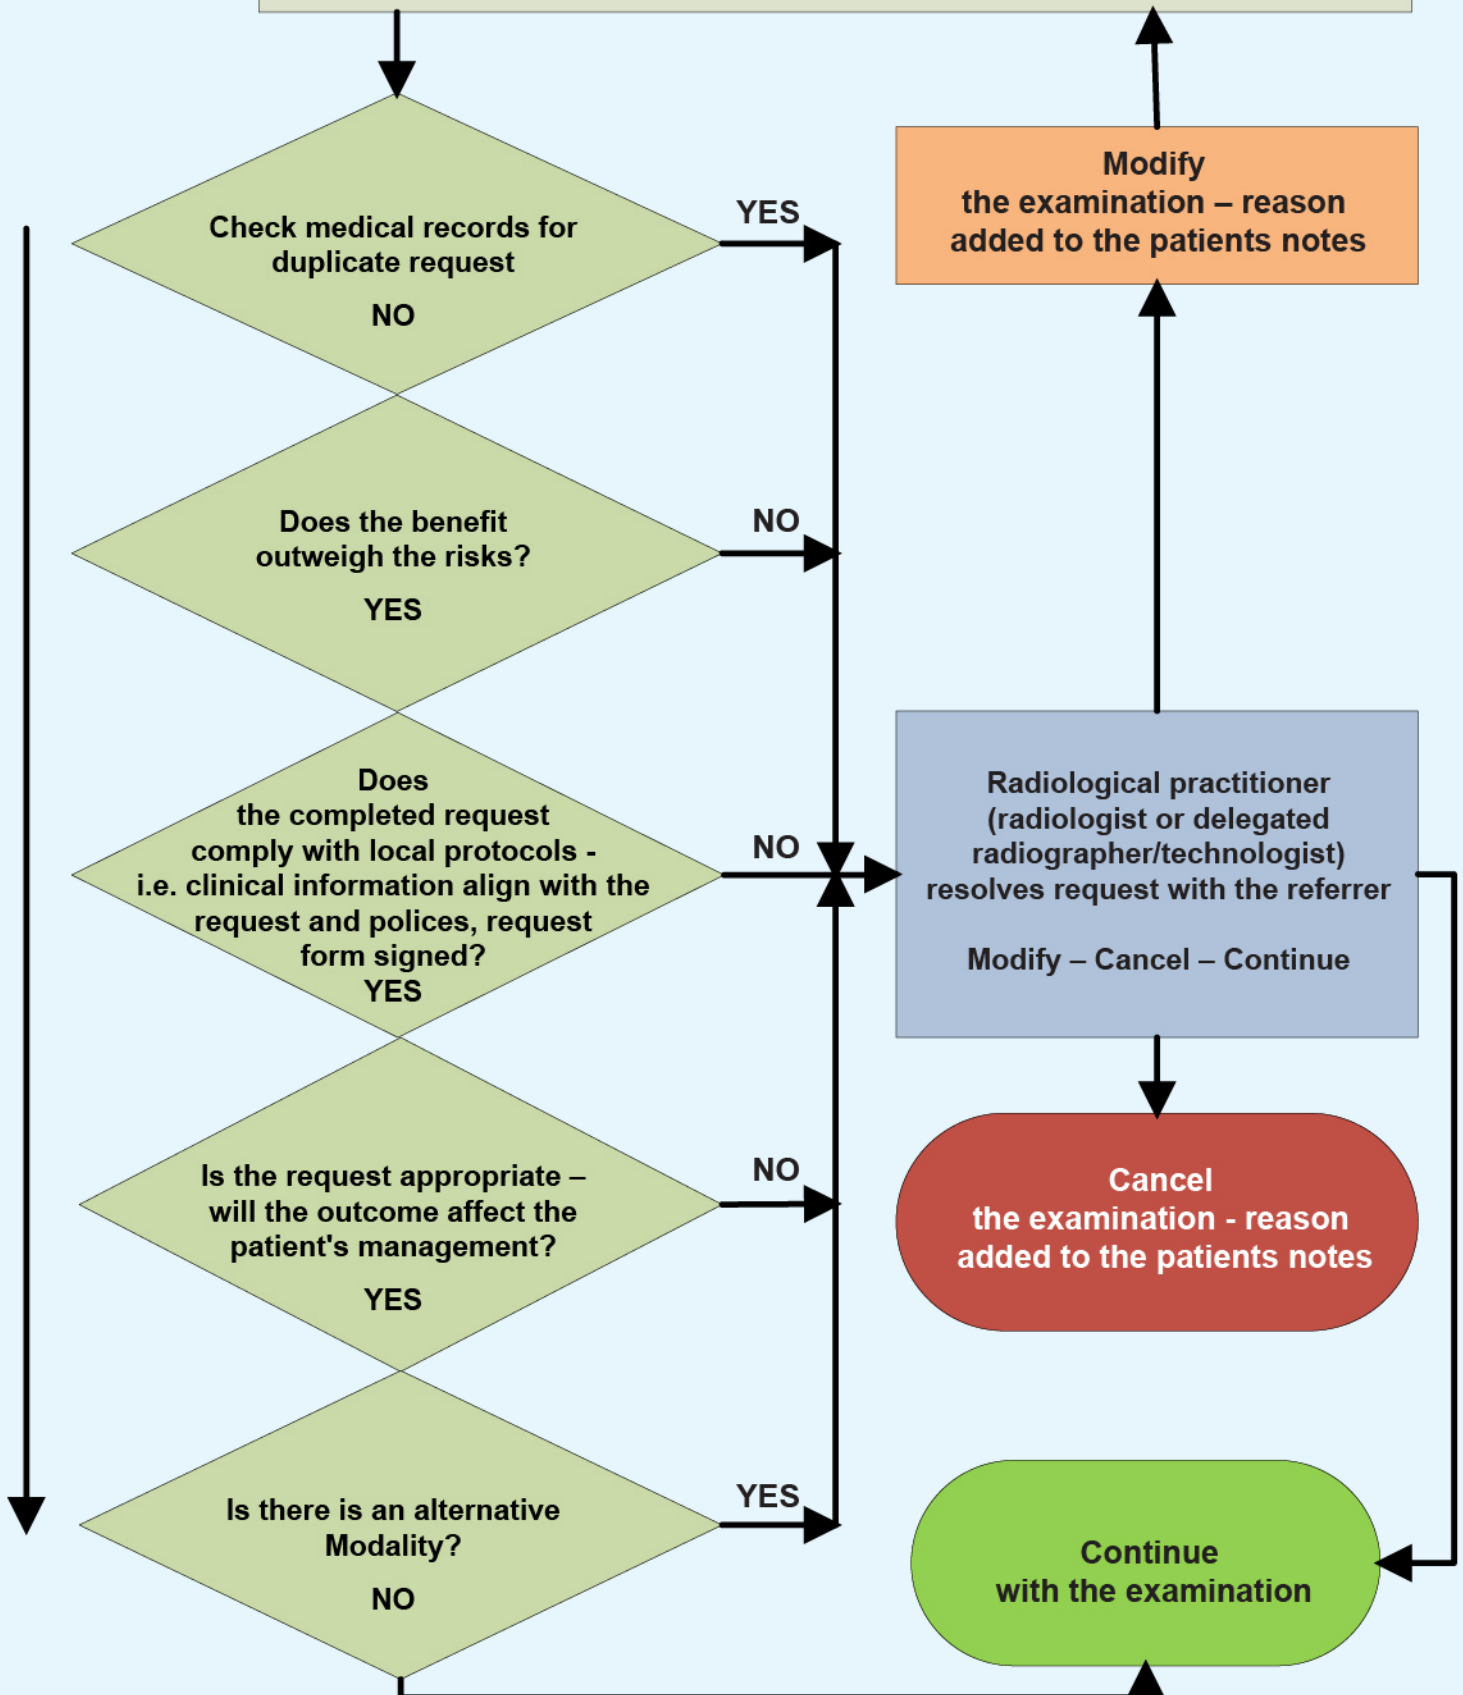 Check medical records for
duplicate request
NO
YES
Modify
the examination – reason
added to the patients notes
Does the benefit
outweigh the risks?
YES
NO
Does
the completed request
comply with local protocols -
i.e. clinical information align with the
request and polices, request
form signed?
YES
NO
Radiological practitioner
(radiologist or delegated
radiographer/technologist)
resolves request with the referrer
Modify – Cancel – Continue
Is the request appropriate –
will the outcome affect the
patient's management?
YES
NO
Cancel
the examination - reason
added to the patients notes
Is there is an alternative
Modality?
NO
YES
Continue
with the examination